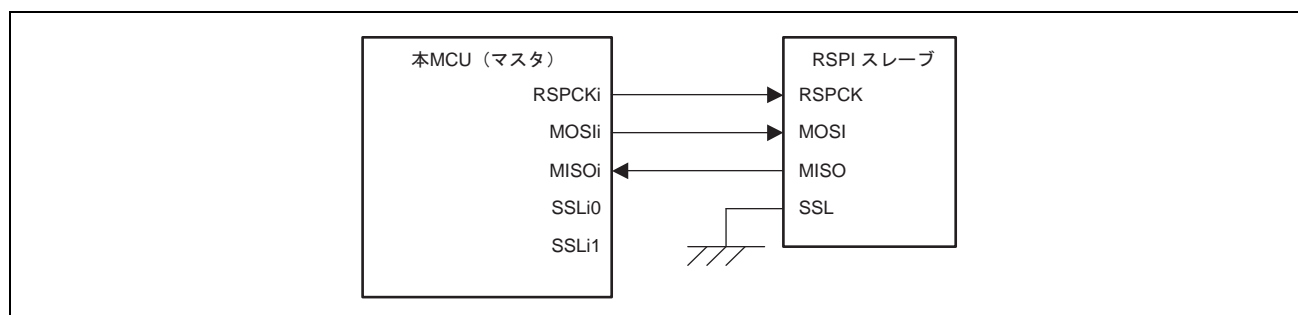 本MCU（マスタ）
RSPCKi
MOSIi
MISOi
SSLi0
SSLi1
RSPI スレーブ
RSPCK
MOSI
MISO
SSL